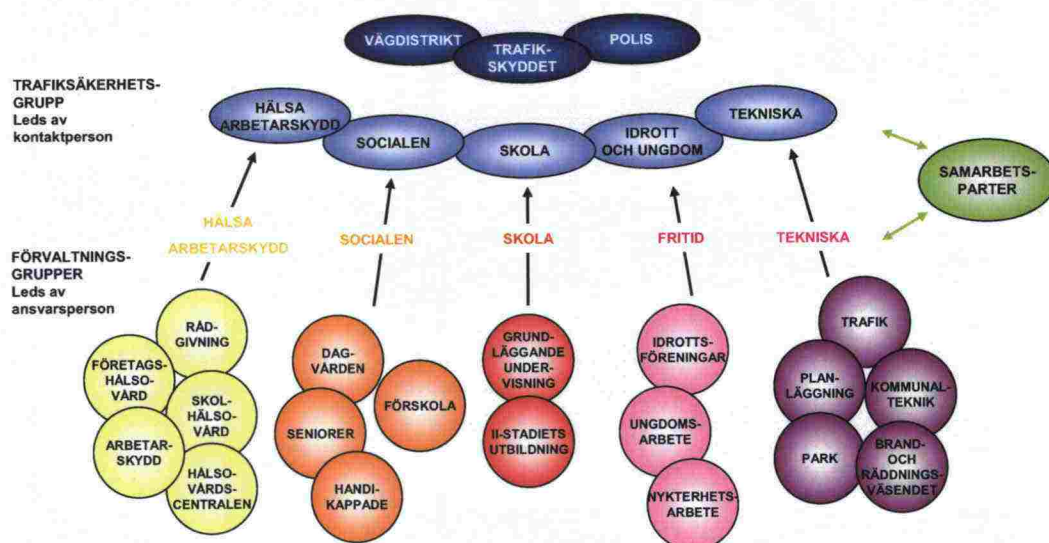 VÄGDISTRIKT
TRAFIK-
SKYDDET
POLIS
TRAFIKSÄKERHETS-
GRUPP
Leds av
kontaktperson
HÄLSA
ARBETARSKYDD
SOCIALEN
SKOLA
IDROTT
OCH UNGDOM
TEKNISKA
SAMARBETS-
PARTER
HÄLSA
ARBETARSKYDD
SOCIALEN
SKOLA
FRITID
TEKNISKA
FÖRVALTNINGS-
GRUPPER
Leds av
ansvarsperson
RÅD-
GIVNING
FÖRETAGS-
HÄLSO-
VÅRD
SKOL-
HÄLSO-
VÅRD
ARBETAR-
SKYDD
HÄLSO-
VÅRDS-
CENTRALEN
DAG-
VÅRDEN
FÖRSKOLA
SENIORER
HANDI-
KAPPADE
GRUND-
LÄGGANDE
UNDER-
VISNING
II-STADIETS
UTBILDNING
IDROTTS-
FÖRENINGAR
UNGDOMS-
ARBETE
NYKTERHETS-
ARBETE
TRAFIK
PLAN-
LÄGGNING
KOMMUNAL-
TEKNIK
PARK
BRAND-
OCH
RÄDDNINGS-
VÄSENDET